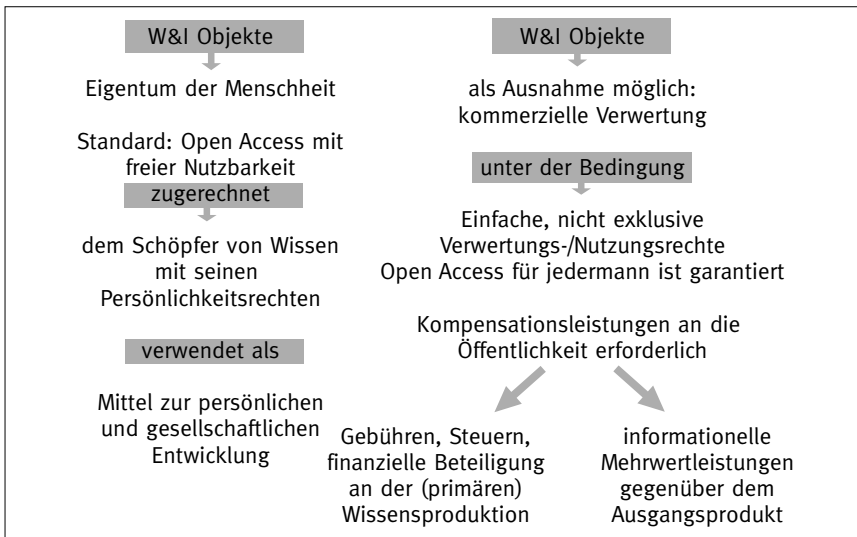 W&I Objekte
Eigentum der Menschheit
Standard: Open Access mit
freier Nutzbarkeit
zugerechnet
dem Schöpfer von Wissen
mit seinen
Persönlichkeitsrechten
verwendet als
Mittel zur persönlichen
und gesellschaftlichen
Entwicklung
W&I Objekte
als Ausnahme möglich:
kommerzielle Verwertung
unter der Bedingung
Einfache, nicht exklusive
Verwertungs-/Nutzungsrechte
Open Access für jedermann ist garantiert
Kompensationsleistungen an die
Öffentlichkeit erforderlich
Gebühren, Steuern,
finanzielle Beteiligung
an der (primären)
Wissensproduktion
informationelle
Mehrwertleistungen
gegenüber dem
Ausgangsprodukt